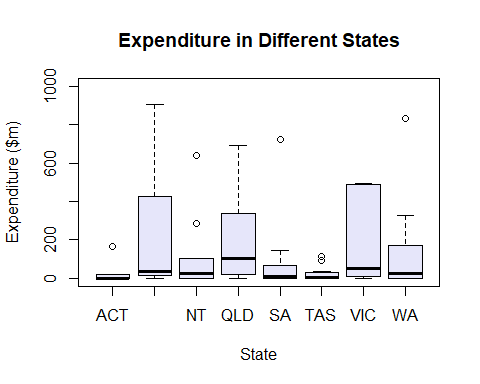 Expenditure in Different States
Expenditure ($m)
1000
600
200
0
ACT NT QLD SA TAS VIC WA
State